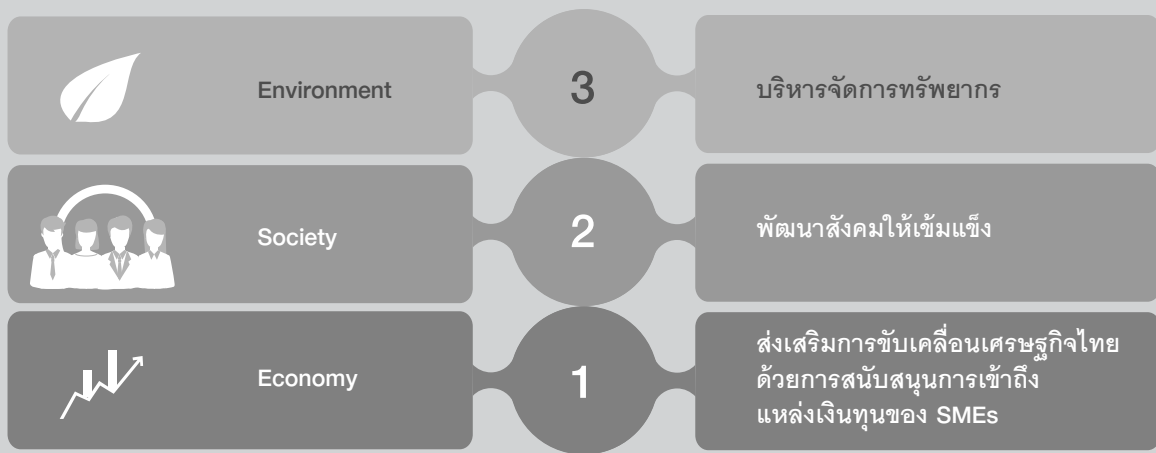 Environment
3
บริหารจัดการทรัพยากร
Society
2
พัฒนาสังคมให้เข้มแข็ง
Economy
1
ส่งเสริมการขับเคลื่อนเศรษฐกิจไทย
ด้วยการสนับสนุนการเข้าถึง
แหล่งเงินทุนของ SMEs